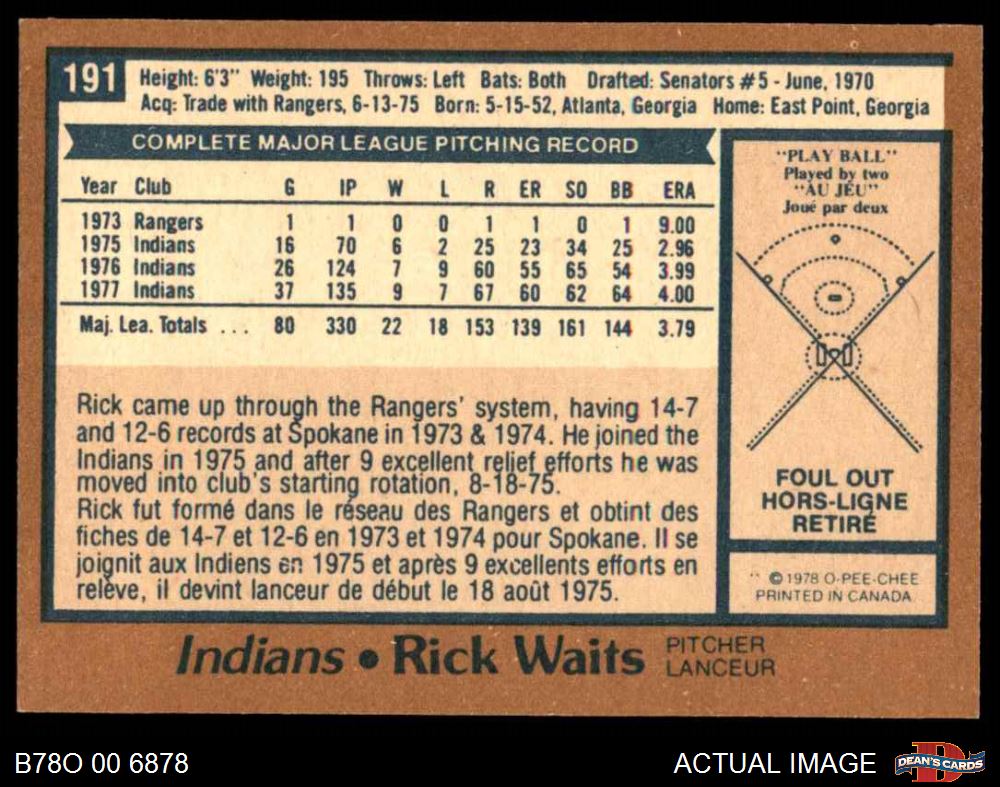 191
Height: 6'3" Weight: 195 Throws: Left Bats: Both Drafted: Senators #5 - June, 1970
Acq: Trade with Rangers, 6-13-75 Born: 5-15-52, Atlanta, Georgia Home: East Point, Georgia
COMPLETE MAJOR LEAGUE PITCHING RECORD
Year Club G IP W L R ER SO BB ERA
1973 Rangers 1 1 0 0 1 1 0 1 9.00
1975 Indians 16 70 6 2 25 23 34 25 2.96
1976 Indians 26 124 7 9 60 55 65 54 3.99
1977 Indians 37 135 9 7 67 60 62 64 4.00
Maj. Lea. Totals ... 80 330 22 18 153 139 161 144 3.79
Rick came up through the Rangers' system, having 14-7
and 12-6 records at Spokane in 1973 & 1974. He joined the
Indians in 1975 and after 9 excellent relief efforts he was
moved into club's starting rotation, 8-18-75.
Rick fut formé dans le réseau des Rangers et obtint des
fiches de 14-7 et 12-6 en 1973 et 1974 pour Spokane. Il se
joignit aux Indiens en 1975 et après 9 excellents efforts en
relève, il devint lanceur de début le 18 août 1975.
"PLAY BALL"
Played by two
"AU JÉU"
Joué par deux
FOUL OUT
HORS-LIGNE
RETIRÉ
© 1978 O-PEE-CHEE
PRINTED IN CANADA
Indians • Rick Waits
PITCHER
LANCEUR
B78O 00 6878
ACTUAL IMAGE
DEAN'S CARDS